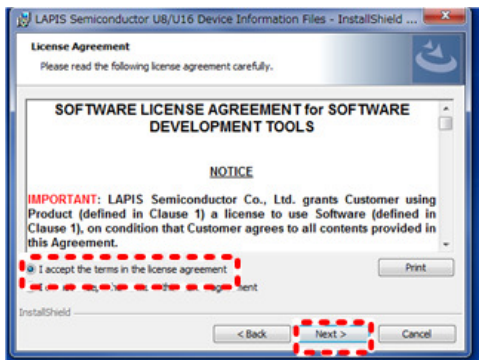 LAPIS Semiconductor U8/U16 Device Information Files - InstallShield ...
License Agreement
Please read the following license agreement carefully.
SOFTWARE LICENSE AGREEMENT for SOFTWARE
DEVELOPMENT TOOLS
NOTICE
IMPORTANT: LAPIS Semiconductor Co., Ltd. grants Customer using
Product (defined in Clause 1) a license to use Software (defined in
Clause 1), on condition that Customer agrees to all contents provided in
this Agreement.
I accept the terms in the license agreement
Print
InstallShield
< Back
Next >
Cancel